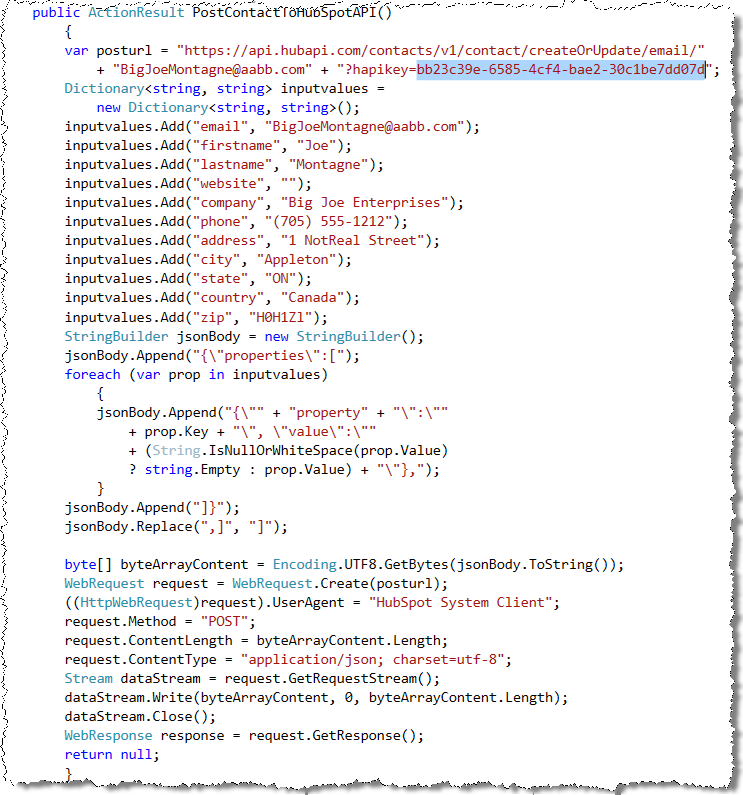 public ActionResult PostContactToHubSpotAPI()
{
var posturl = "https://api.hubapi.com/contacts/v1/contact/createOrUpdate/email/"
+ "BigJoeMontagne@aabb.com" + "?hapikey=bb23c39e-6585-4cf4-bae2-30c1be7dd07d";
Dictionary<string, string> inputvalues =
new Dictionary<string, string>();
inputvalues.Add("email", "BigJoeMontagne@aabb.com");
inputvalues.Add("firstname", "Joe");
inputvalues.Add("lastname", "Montagne");
inputvalues.Add("website", "");
inputvalues.Add("company", "Big Joe Enterprises");
inputvalues.Add("phone", "(705) 555-1212");
inputvalues.Add("address", "1 NotReal Street");
inputvalues.Add("city", "Appleton");
inputvalues.Add("state", "ON");
inputvalues.Add("country", "Canada");
inputvalues.Add("zip", "H0H1Zl");
StringBuilder jsonBody = new StringBuilder();
jsonBody.Append("{\"properties\":[");
foreach (var prop in inputvalues)
{
jsonBody.Append("{\"" + "property" + "\":\""
+ prop.Key + "\", \"value\":\""
+ (String.IsNullOrWhiteSpace(prop.Value)
? string.Empty : prop.Value) + "\"},");
}
jsonBody.Append("]}");
jsonBody.Replace(",]", "]");
byte[] byteArrayContent = Encoding.UTF8.GetBytes(jsonBody.ToString());
WebRequest request = WebRequest.Create(posturl);
((HttpWebRequest)request).UserAgent = "HubSpot System Client";
request.Method = "POST";
request.ContentLength = byteArrayContent.Length;
request.ContentType = "application/json; charset=utf-8";
Stream dataStream = request.GetRequestStream();
dataStream.Write(byteArrayContent, 0, byteArrayContent.Length);
dataStream.Close();
WebResponse response = request.GetResponse();
return null;
}